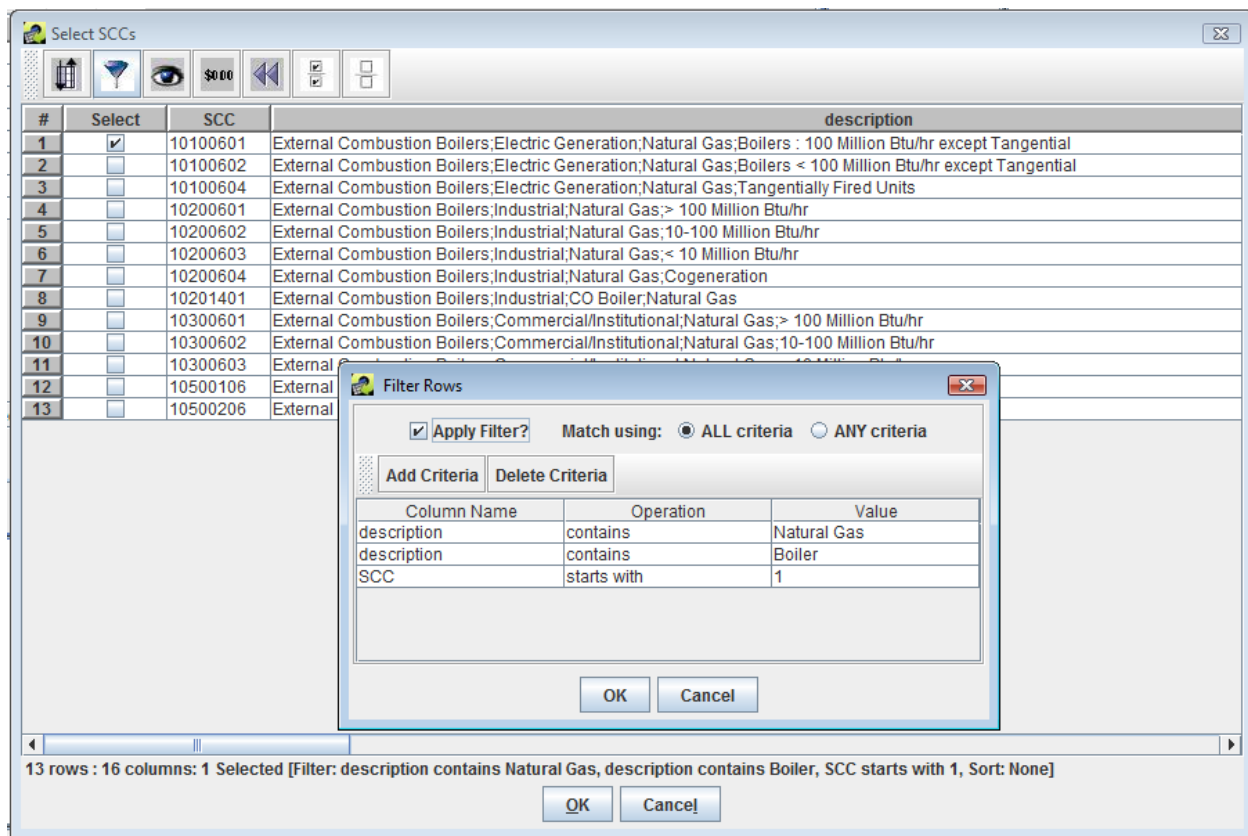 Select SCCs
$0.00
# Select SCC description
1 10100601 External Combustion Boilers;Electric Generation;Natural Gas;Boilers : 100 Million Btu/hr except Tangential
2 10100602 External Combustion Boilers;Electric Generation;Natural Gas;Boilers < 100 Million Btu/hr except Tangential
3 10100604 External Combustion Boilers;Electric Generation;Natural Gas;Tangentially Fired Units
4 10200601 External Combustion Boilers;Industrial;Natural Gas;> 100 Million Btu/hr
5 10200602 External Combustion Boilers;Industrial;Natural Gas;10-100 Million Btu/hr
6 10200603 External Combustion Boilers;Industrial;Natural Gas;< 10 Million Btu/hr
7 10200604 External Combustion Boilers;Industrial;Natural Gas;Cogeneration
8 10201401 External Combustion Boilers;Industrial;CO Boiler;Natural Gas
9 10300601 External Combustion Boilers;Commercial/Institutional;Natural Gas;> 100 Million Btu/hr
10 10300602 External Combustion Boilers;Commercial/Institutional;Natural Gas;10-100 Million Btu/hr
11 10300603 External
12 10500106 External
13 10500206 External
Filter Rows
Apply Filter? Match using: ALL criteria ANY criteria
Add Criteria Delete Criteria
Column Name Operation Value
description contains Natural Gas
description contains Boiler
SCC starts with 1
OK Cancel
13 rows : 16 columns: 1 Selected [Filter: description contains Natural Gas, description contains Boiler, SCC starts with 1, Sort: None]
OK Cancel